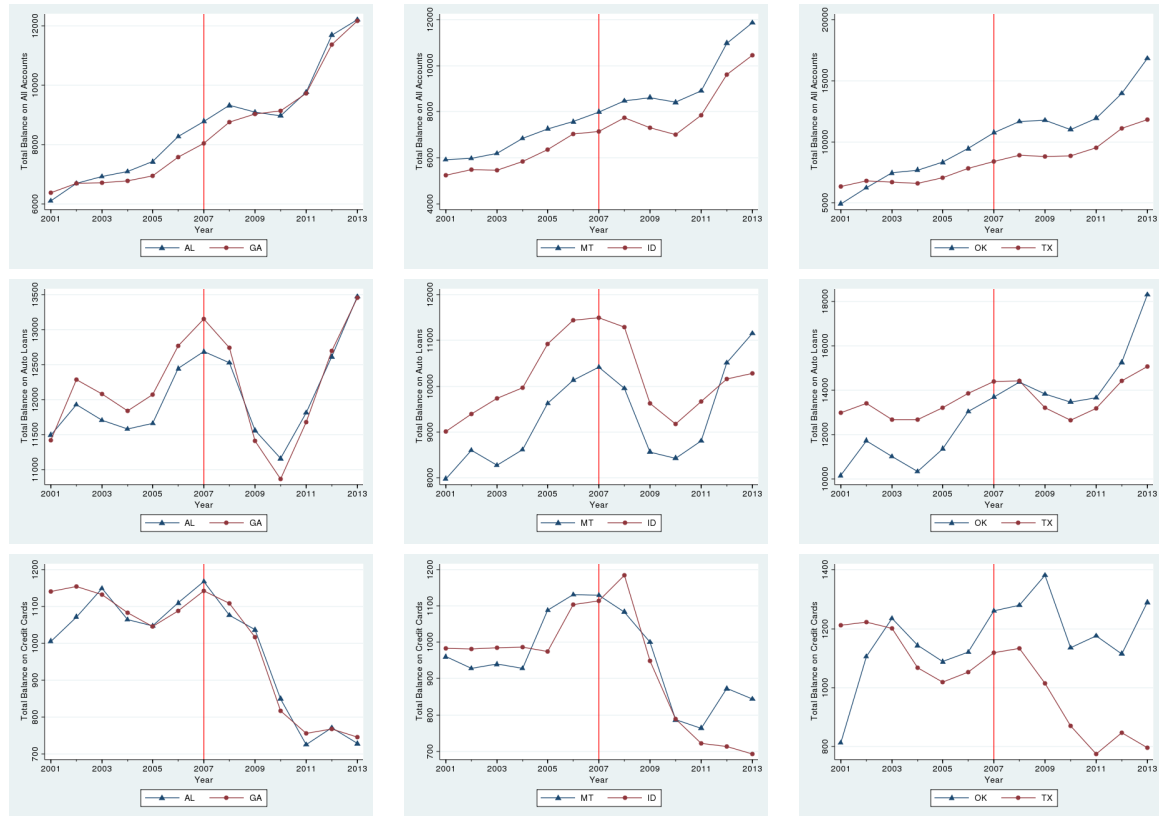 Total Balance on All Accounts
12000
10000
8000
6000
2001 2003 2005 2007 2009 2011 2013
Year
AL GA
Total Balance on All Accounts
12000
10000
8000
6000
4000
2001 2003 2005 2007 2009 2011 2013
Year
MT ID
Total Balance on All Accounts
20000
15000
10000
5000
2001 2003 2005 2007 2009 2011 2013
Year
OK TX
Total Balance on Auto Loans
13500
13000
12500
12000
11500
11000
2001 2003 2005 2007 2009 2011 2013
Year
AL GA
Total Balance on Auto Loans
12000
11000
10000
9000
8000
2001 2003 2005 2007 2009 2011 2013
Year
MT ID
Total Balance on Auto Loans
18000
16000
14000
12000
10000
2001 2003 2005 2007 2009 2011 2013
Year
OK TX
Total Balance on Credit Cards
1200
1100
1000
900
800
700
2001 2003 2005 2007 2009 2011 2013
Year
AL GA
Total Balance on Credit Cards
1200
1100
1000
900
800
700
2001 2003 2005 2007 2009 2011 2013
Year
MT ID
Total Balance on Credit Cards
1400
1200
1000
800
2001 2003 2005 2007 2009 2011 2013
Year
OK TX